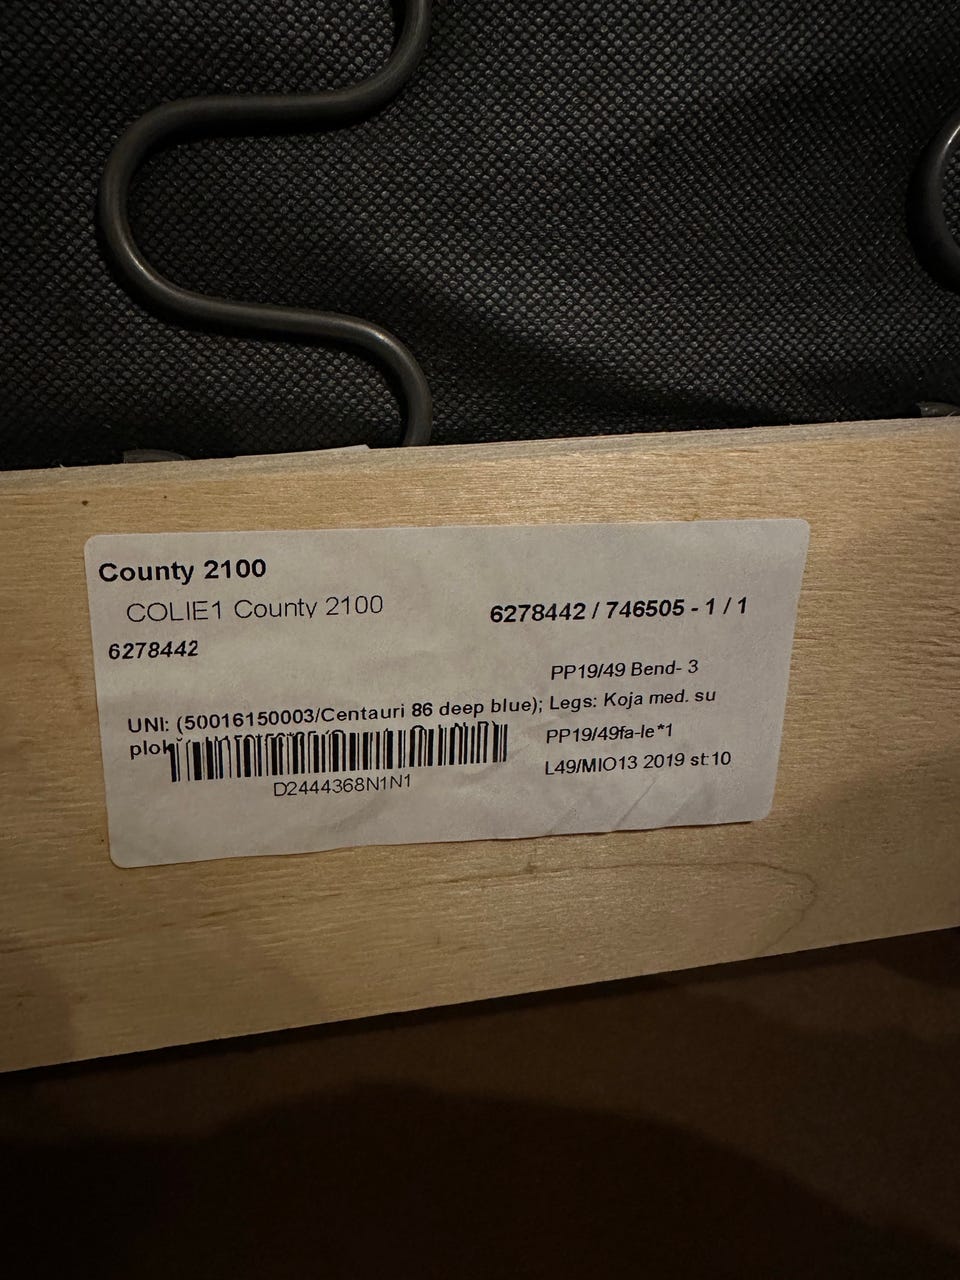 County 2100
COLIE1 County 2100
6278442 / 746505 - 1 / 1
6278442
PP19/49 Bend- 3
UNI: (50016150003/Centauri 86 deep blue); Legs: Koja med. su
PP19/49fa-le*1
L49/MIO13 2019 st:10
D2444368N1N1